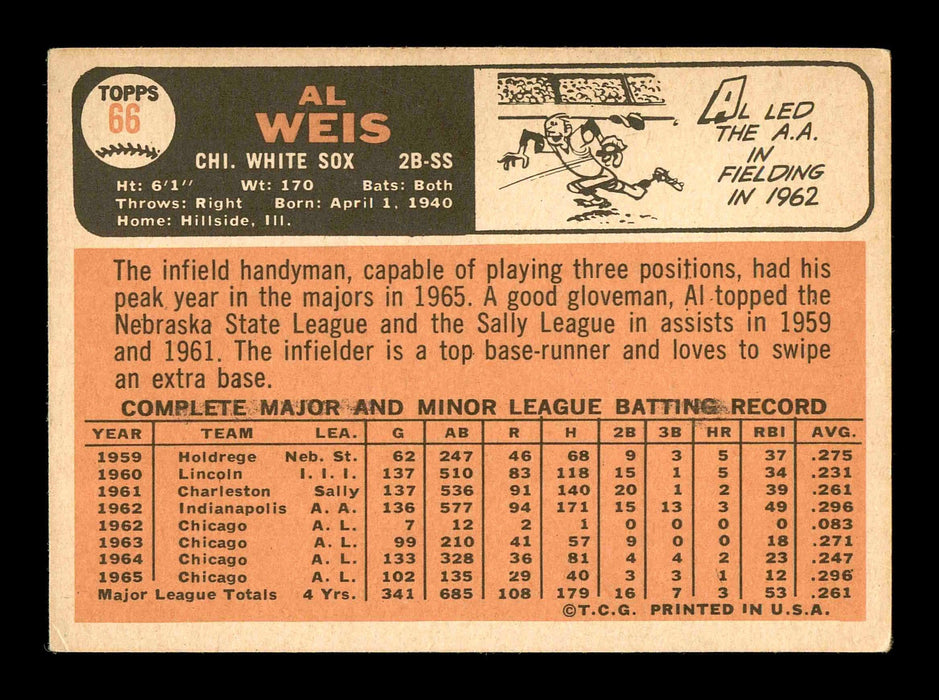 TOPPS
66
AL
WEIS
CHI. WHITE SOX 2B-SS
Ht: 6'1" Wt: 170 Bats: Both
Throws: Right Born: April 1, 1940
Home: Hillside, Ill.
AL LED
THE A.A.
IN
FIELDING
IN 1962
The infield handyman, capable of playing three positions, had his
peak year in the majors in 1965. A good gloveman, Al topped the
Nebraska State League and the Sally League in assists in 1959
and 1961. The infielder is a top base-runner and loves to swipe
an extra base.
COMPLETE MAJOR AND MINOR LEAGUE BATTING RECORD
YEAR TEAM LEA. G AB R H 2B 3B HR RBI AVG.
1959 Holdrege Neb. St. 62 247 46 68 9 3 5 37 .275
1960 Lincoln I. I. I. 137 510 83 118 15 1 5 34 .231
1961 Charleston Sally 137 536 91 140 20 1 2 39 .261
1962 Indianapolis A. A. 136 577 94 171 15 13 3 49 .296
1962 Chicago A. L. 7 12 2 1 0 0 0 0 .083
1963 Chicago A. L. 99 210 41 57 9 0 0 18 .271
1964 Chicago A. L. 133 328 36 81 4 4 2 23 .247
1965 Chicago A. L. 102 135 29 40 3 3 1 12 .296
Major League Totals 4 Yrs. 341 685 108 179 16 7 3 53 .261
©T.C.G. PRINTED IN U.S.A.